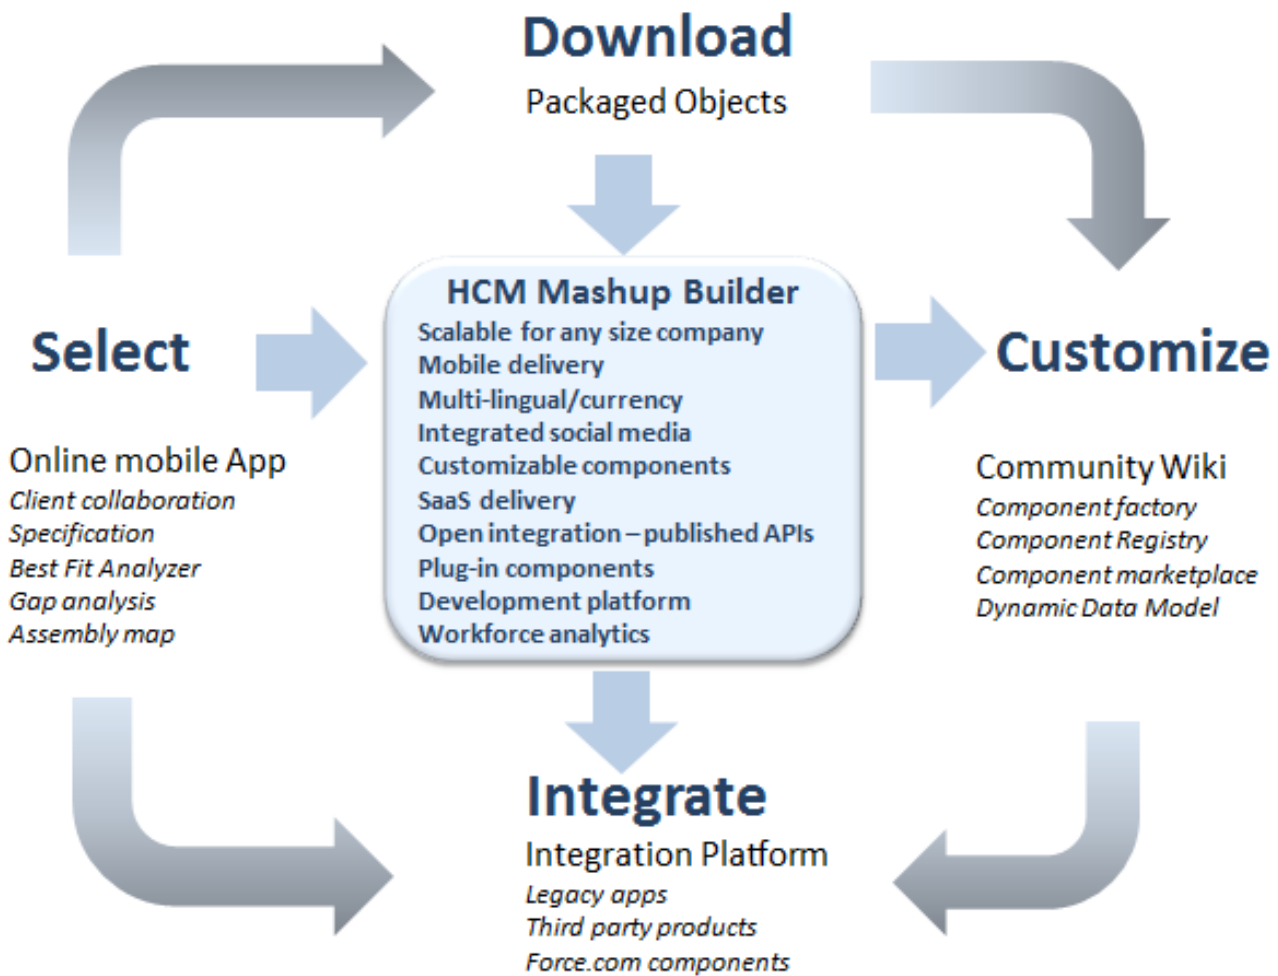 Download
Packaged Objects
Select
Online mobile App
Client collaboration
Specification
Best Fit Analyzer
Gap analysis
Assembly map
HCM Mashup Builder
Scalable for any size company
Mobile delivery
Multi-lingual/currency
Integrated social media
Customizable components
SaaS delivery
Open integration – published APIs
Plug-in components
Development platform
Workforce analytics
Customize
Community Wiki
Component factory
Component Registry
Component marketplace
Dynamic Data Model
Integrate
Integration Platform
Legacy apps
Third party products
Force.com components